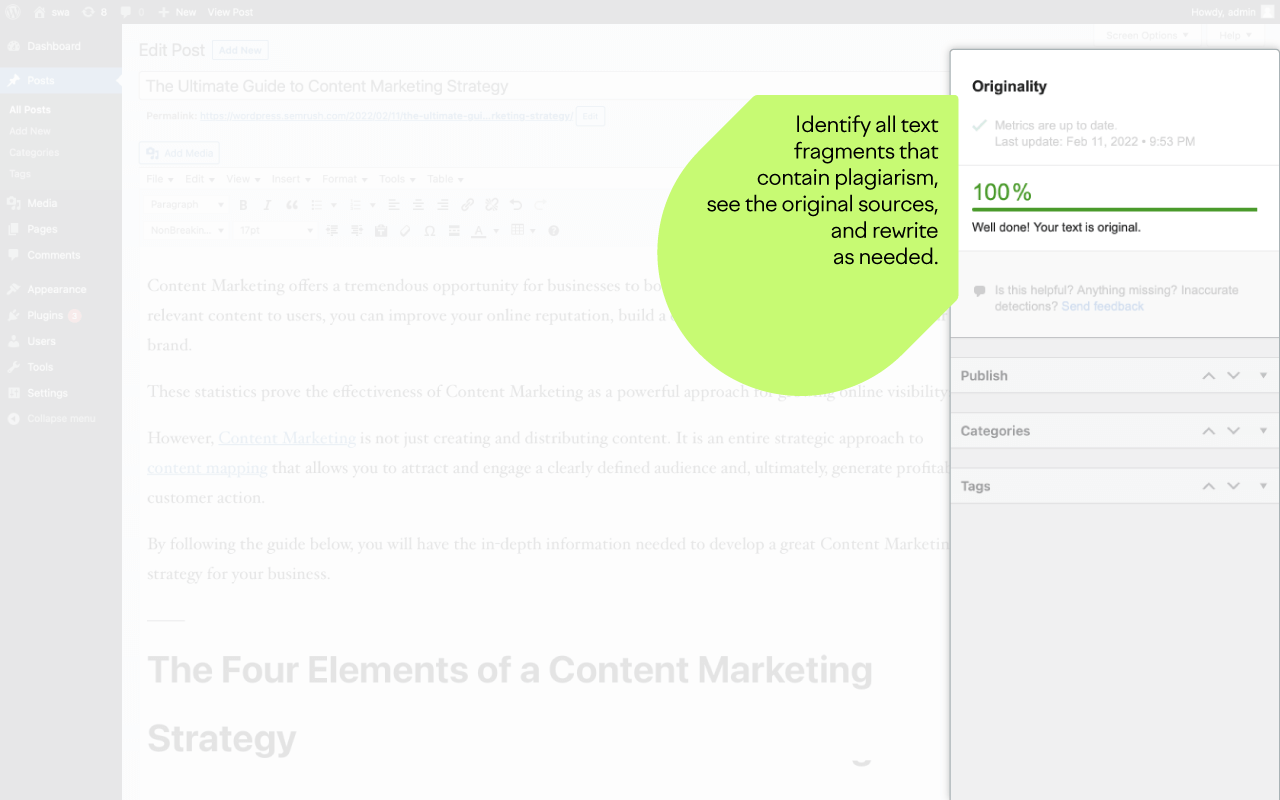 swa 8 0 New View Post Howdy, admin
Screen Options Help
Dashboard
Posts
All Posts
Add New
Categories
Tags
Media
Pages
Comments
Appearance
Plugins 3
Users
Tools
Settings
Collapse menu
Edit Post Add New
The Ultimate Guide to Content Marketing Strategy
Permalink: https://wordpress.semrush.com/2022/02/11/the-ultimate-gui...rketing-strategy/ Edit
Add Media
File Edit View Insert Format Tools Table
Paragraph
NonBreakin... 17pt
Content Marketing offers a tremendous opportunity for businesses to bo
relevant content to users, you can improve your online reputation, build a
brand.
These statistics prove the effectiveness of Content Marketing as a powerful approach for online visibility
However, Content Marketing is not just creating and distributing content. It is an entire strategic approach to
content mapping that allows you to attract and engage a clearly defined audience and, ultimately, generate profitab
customer action.
By following the guide below, you will have the in-depth information needed to develop a great Content Marketin
strategy for your business.
The Four Elements of a Content Marketing
Strategy
Identify all text
fragments that
contain plagiarism,
see the original sources,
and rewrite
as needed.
Originality
Metrics are up to date.
Last update: Feb 11, 2022 • 9:53 PM
100%
Well done! Your text is original.
Is this helpful? Anything missing? Inaccurate
detections? Send feedback
Publish
Categories
Tags